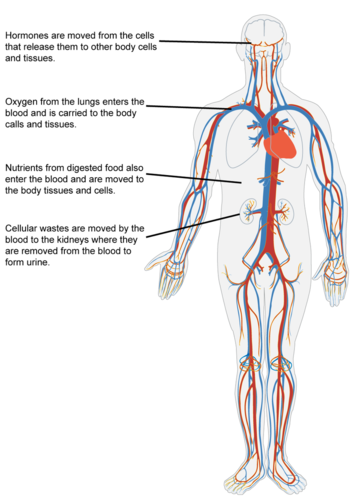 Hormones are moved from the cells
that release them to other body cells
and tissues.
Oxygen from the lungs enters the
blood and is carried to the body
calls and tissues.
Nutrients from digested food also
enter the blood and are moved to
the body tissues and cells.
Cellular wastes are moved by the
blood to the kidneys where they
are removed from the blood to
form urine.